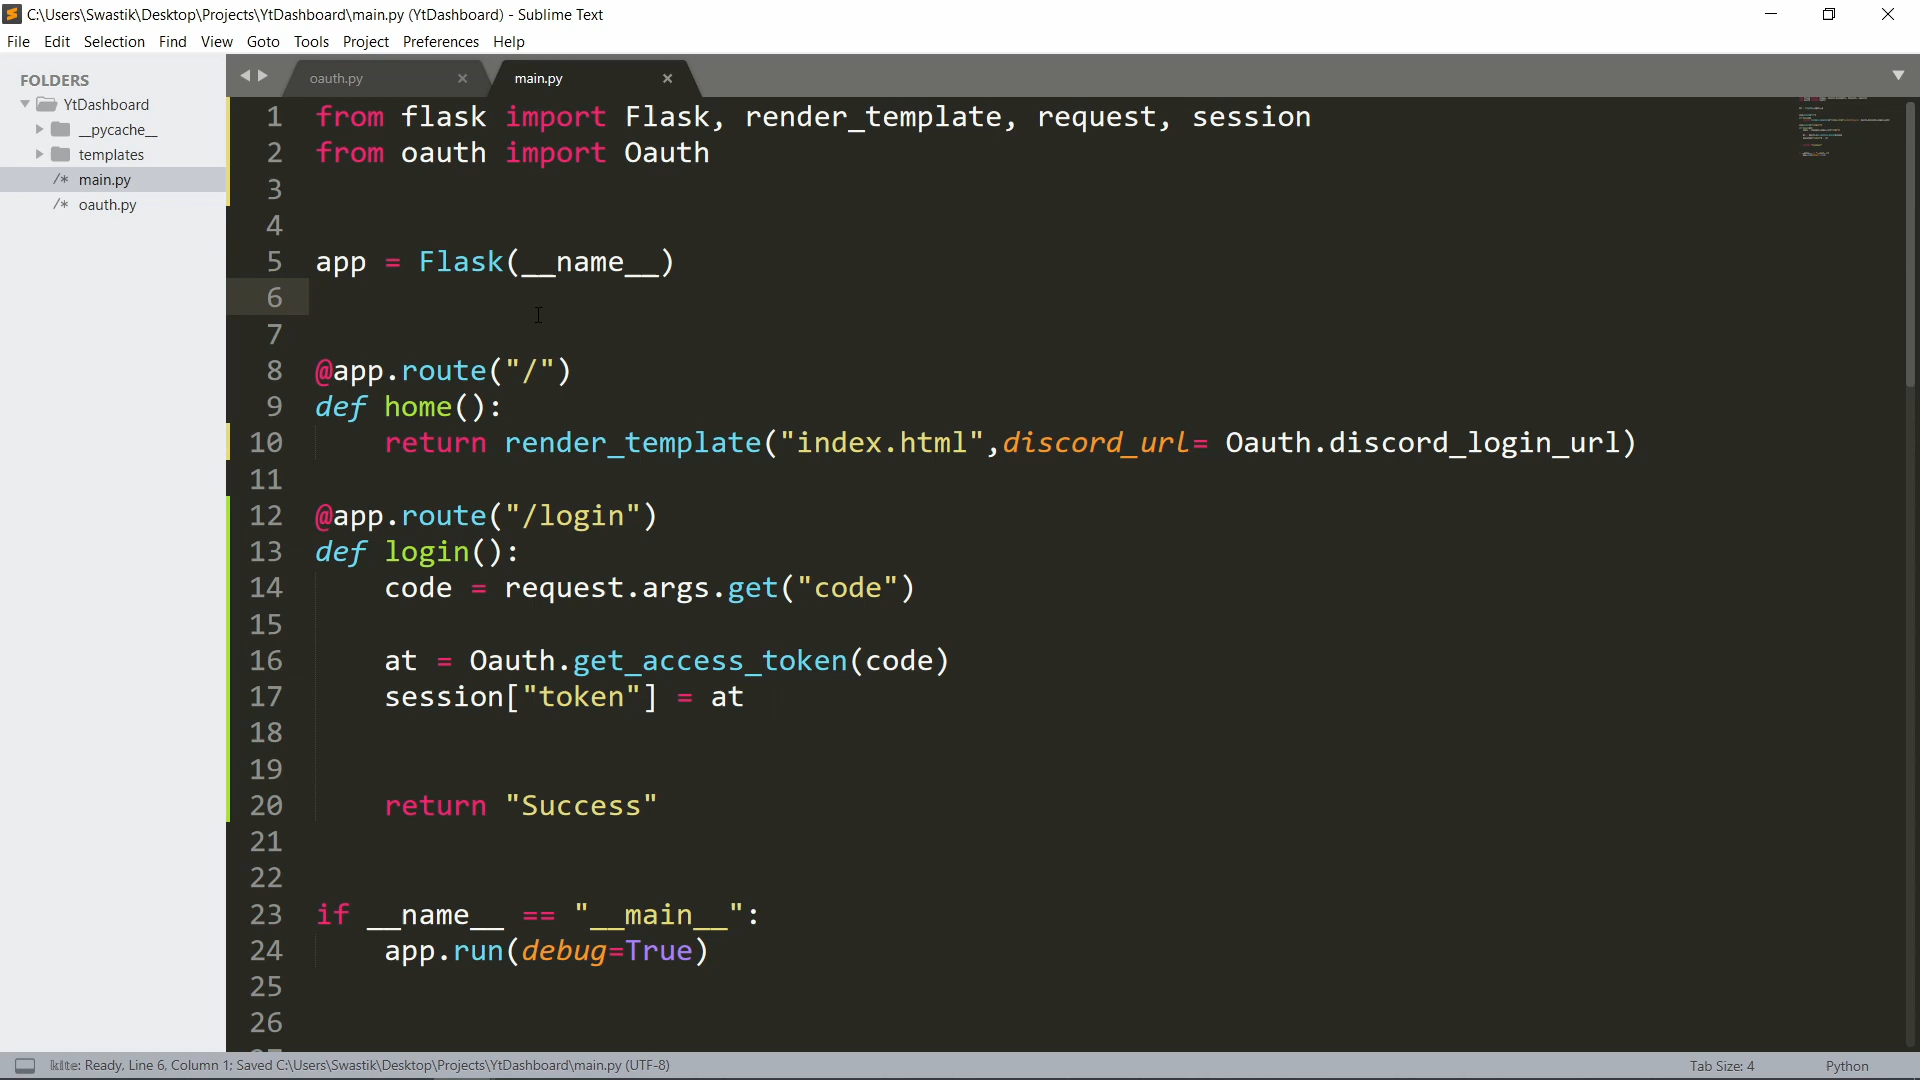 C:\Users\Swastik\Desktop\Projects\YtDashboard\main.py (YtDashboard) - Sublime Text
File Edit Selection Find View Goto Tools Project Preferences Help
FOLDERS
YtDashboard
__pycache__
templates
/* main.py
/* oauth.py
oauth.py × main.py ×
1 from flask import Flask, render_template, request, session
2 from oauth import Oauth
3
4
5 app = Flask(__name__)
6
7
8 @app.route("/")
9 def home():
10 return render_template("index.html",discord_url= Oauth.discord_login_url)
11
12 @app.route("/login")
13 def login():
14 code = request.args.get("code")
15
16 at = Oauth.get_access_token(code)
17 session["token"] = at
18
19
20 return "Success"
21
22
23 if __name__ == "__main__":
24 app.run(debug=True)
25
26
kite: Ready, Line 6, Column 1; Saved C:\Users\Swastik\Desktop\Projects\YtDashboard\main.py (UTF-8) Tab Size: 4 Python